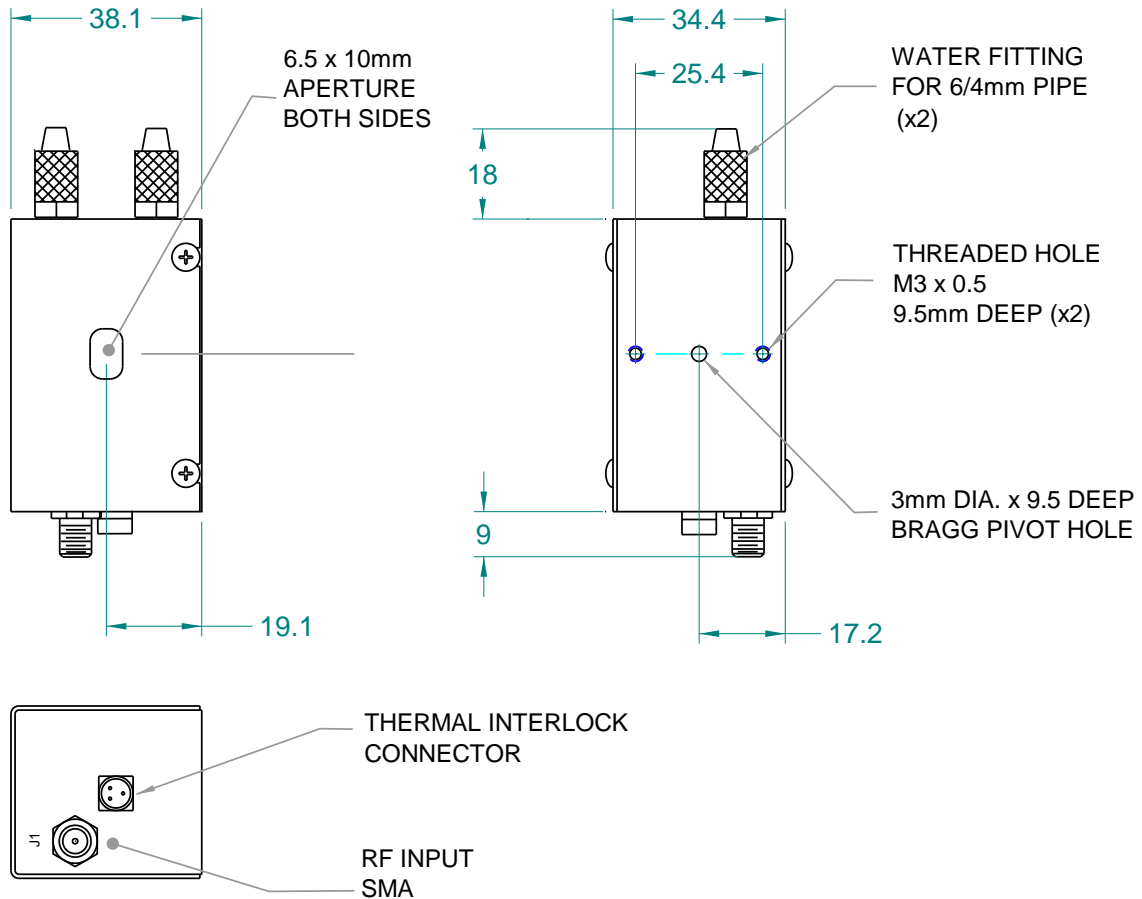 38.1
34.4
6.5 x 10mm
APERTURE
BOTH SIDES
25.4
WATER FITTING
FOR 6/4mm PIPE
(x2)
18
THREADED HOLE
M3 x 0.5
9.5mm DEEP (x2)
3mm DIA. x 9.5 DEEP
BRAGG PIVOT HOLE
9
19.1
17.2
THERMAL INTERLOCK
CONNECTOR
J1
RF INPUT
SMA